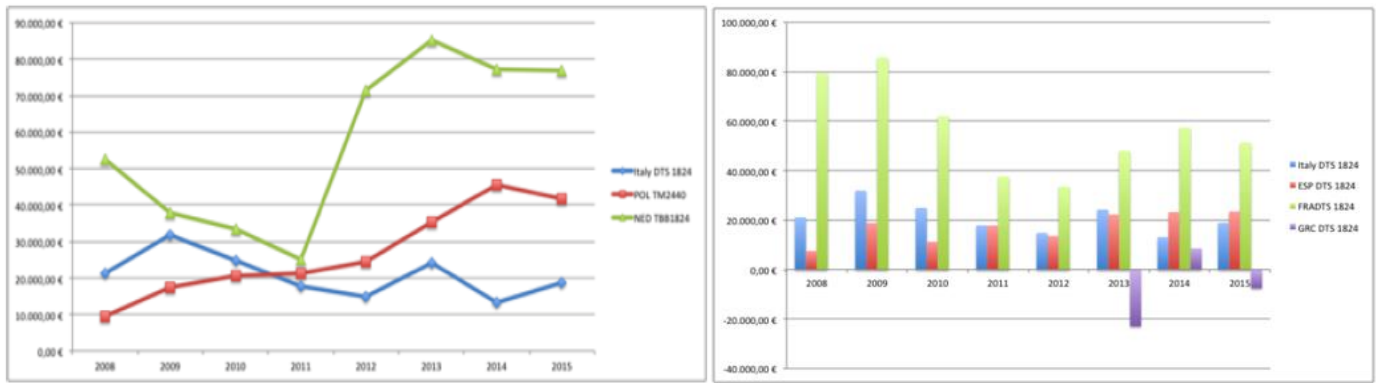 90.000,00 €
80.000,00 €
70.000,00 €
60.000,00 €
50.000,00 €
40.000,00 €
30.000,00 €
20.000,00 €
10.000,00 €
0,00 €
2008 2009 2010 2011 2012 2013 2014 2015
Italy DTS 1824
POL TM2440
NED TBB1824
100.000,00 €
80.000,00 €
60.000,00 €
40.000,00 €
20.000,00 €
0,00 €
-20.000,00 €
-40.000,00 €
2008 2009 2010 2011 2012 2013 2014 2015
Italy DTS 1824
ESP DTS 1824
FRADTS 1824
GRC DTS 1824